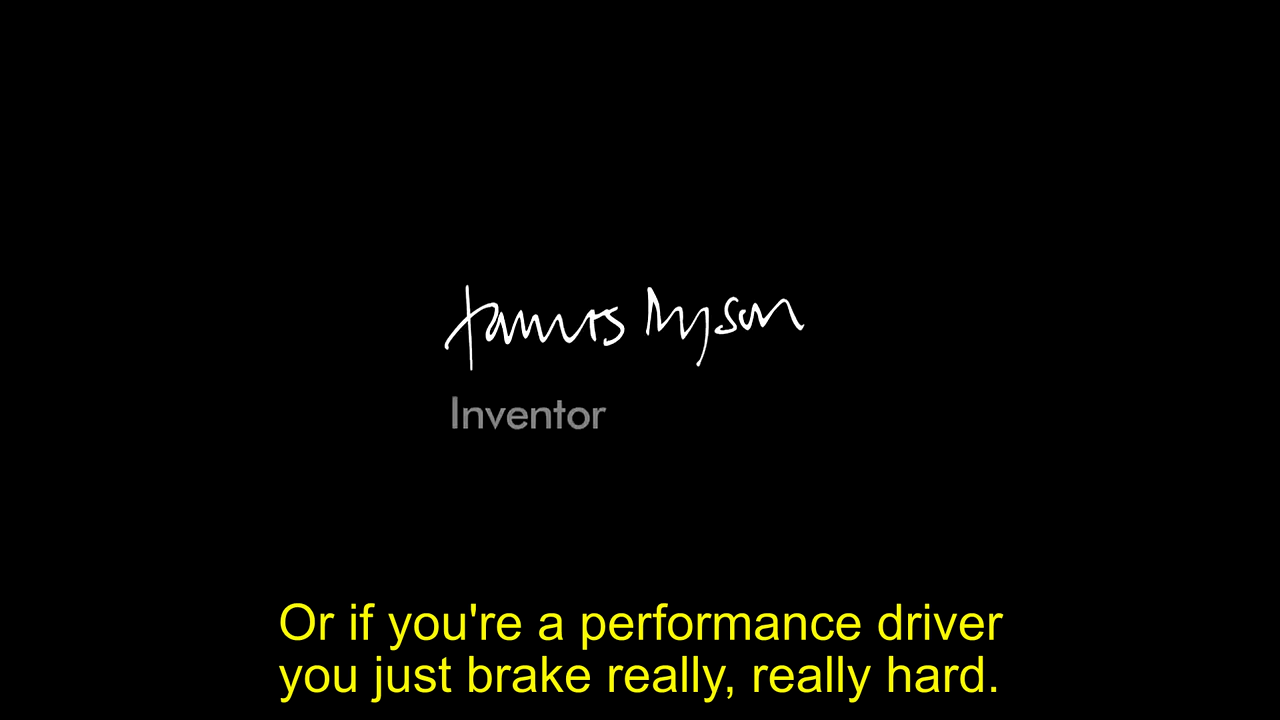 James Dyson
Inventor
Or if you're a performance driver
you just brake really, really hard.